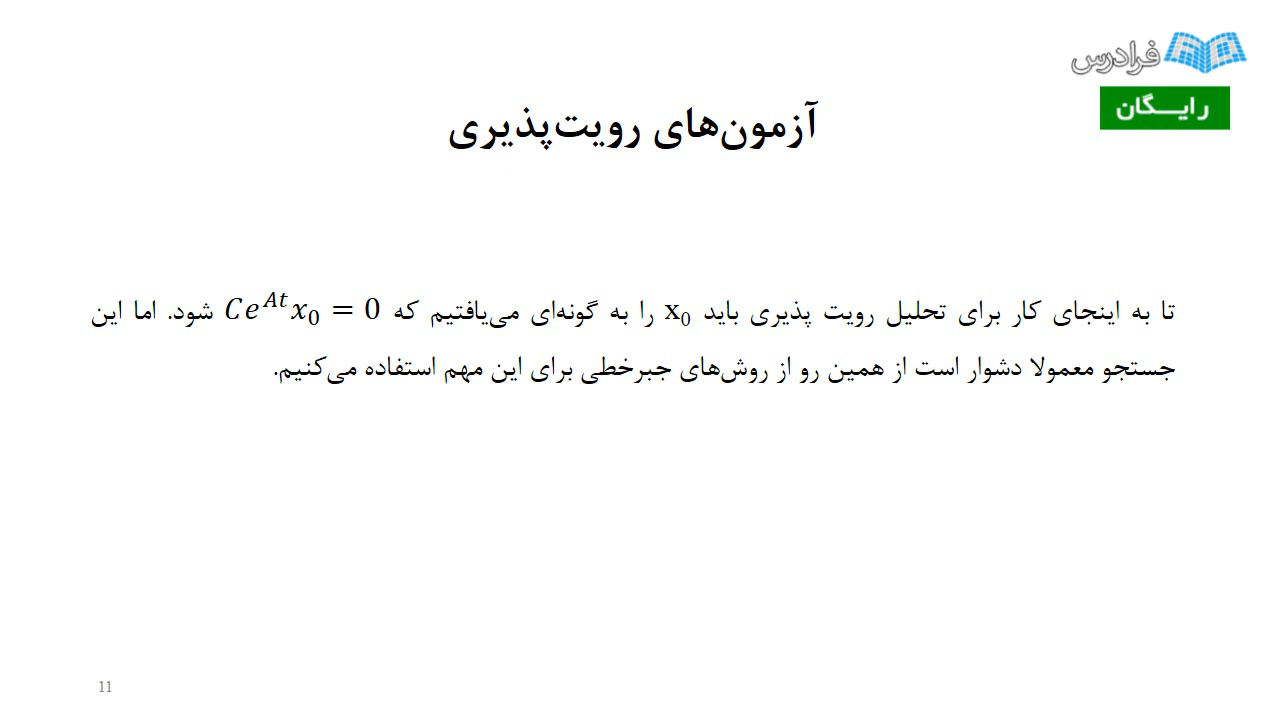 فرادرس
رایگان
آزمون‌های رویت‌پذیری
تا به اینجای کار برای تحلیل رویت پذیری باید x₀ را به گونه‌ای می‌یافتیم که Ce^{At}x₀ = 0 شود. اما این
جستجو معمولا دشوار است از همین رو از روش‌های جبرخطی برای این مهم استفاده می‌کنیم.
11